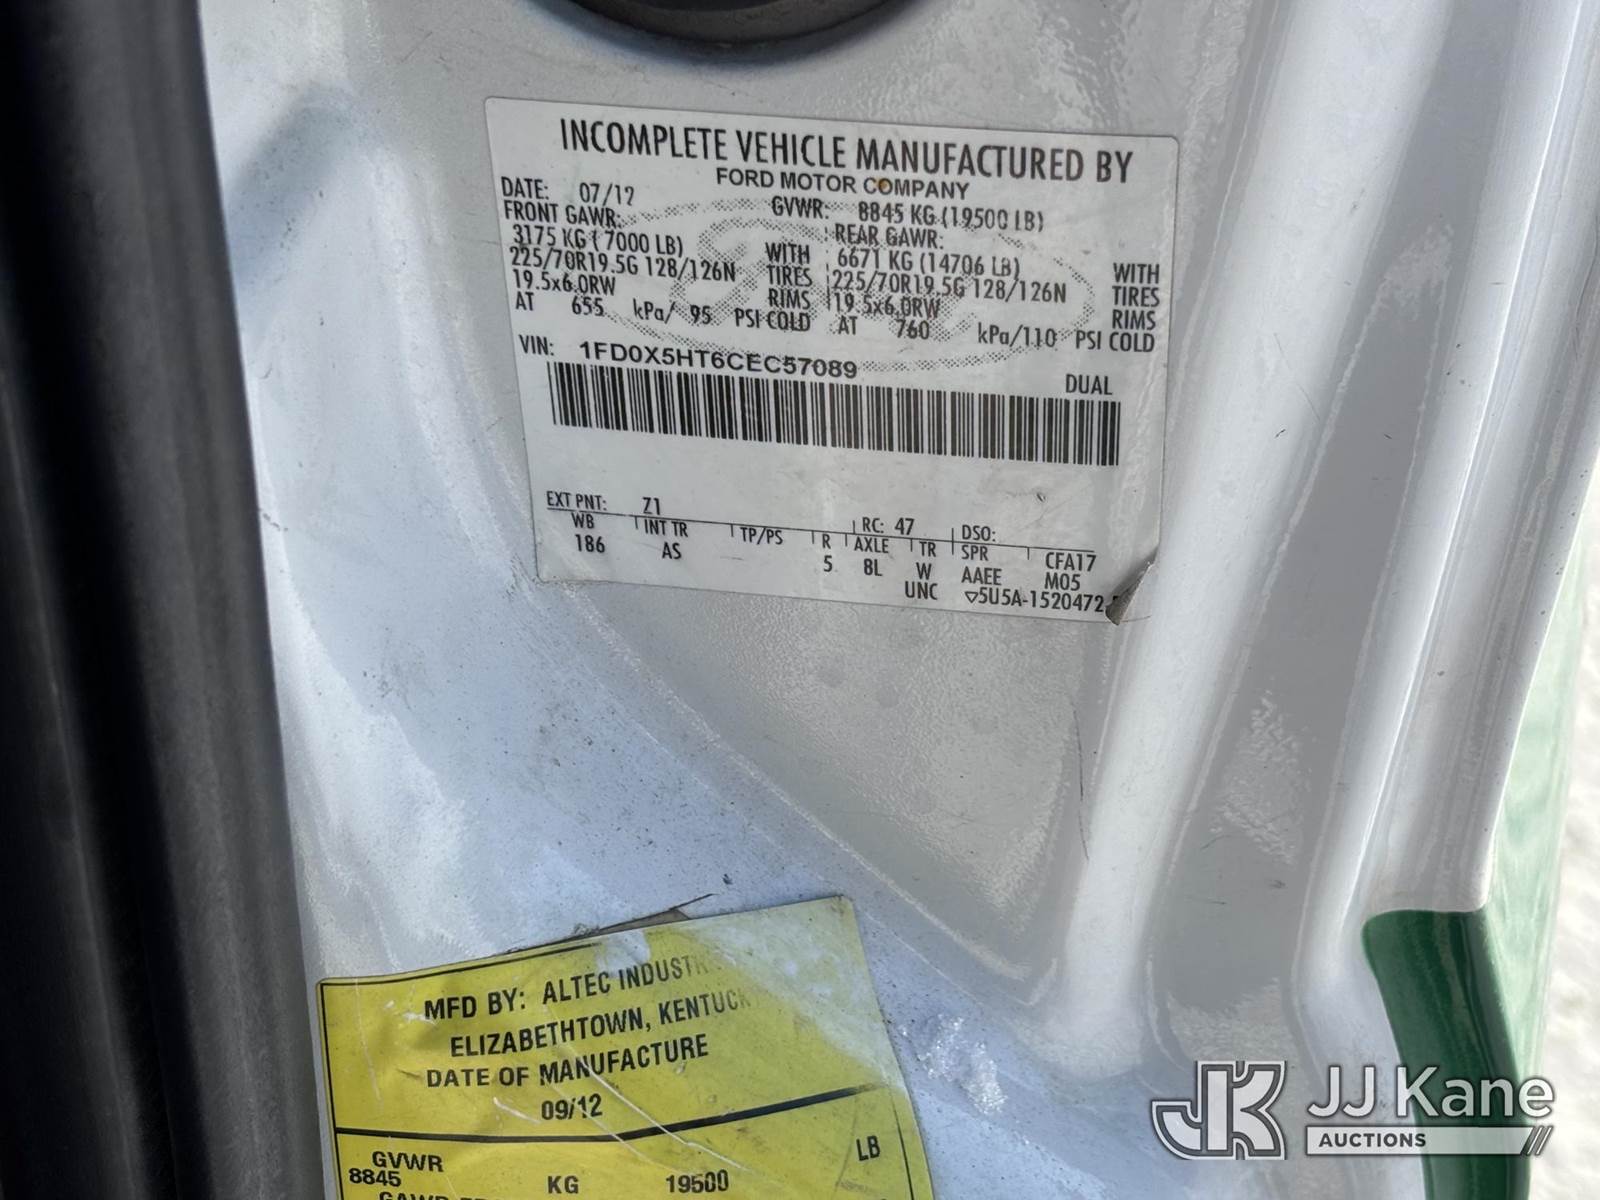 INCOMPLETE VEHICLE MANUFACTURED BY
FORD MOTOR COMPANY
DATE: 07/12 GVWR: 8845 KG (19500 LB)
FRONT GAWR: REAR GAWR:
3175 KG ( 7000 LB) WITH 6671 KG (14706 LB) WITH
225/70R19.5G 128/126N TIRES 225/70R19.5G 128/126N TIRES
19.5x6.0RW RIMS 19.5x6.0RW RIMS
AT 655 kPa/ 95 PSI COLD AT 760 kPa/110 PSI COLD
VIN: 1FD0X5HT6CEC57089
DUAL
EXT PNT: Z1 RC: 47 DSO:
WB INT TR TP/PS R AXLE TR SPR CFA17
186 AS 5 8L W AAEE M05
UNC ▽5U5A-1520472
MFD BY: ALTEC
ELIZABETHTOWN,
DATE OF MANUFACTURE
09/12
GVWR LB
8845 KG 19500
JK JJ Kane
AUCTIONS